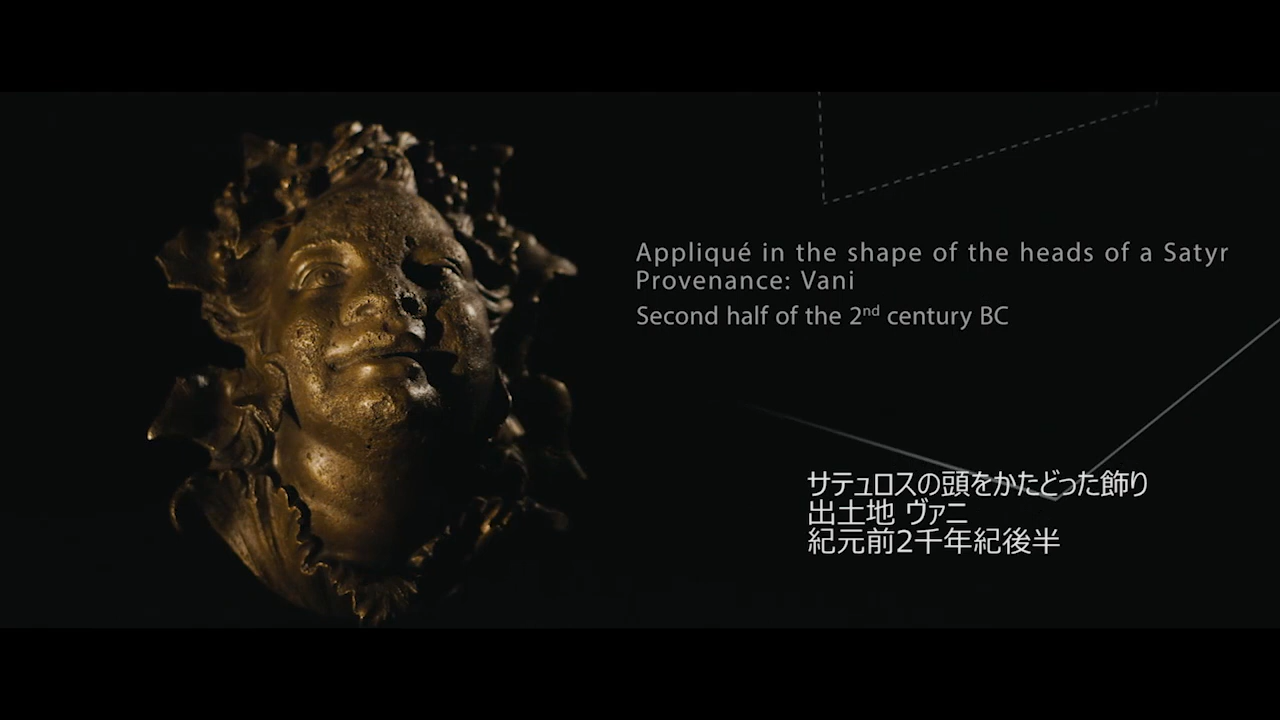 Appliqué in the shape of the heads of a Satyr
Provenance: Vani
Second half of the 2nd century BC
サテュロスの頭をかたどった飾り
出土地 ヴァニ
紀元前2千年紀後半